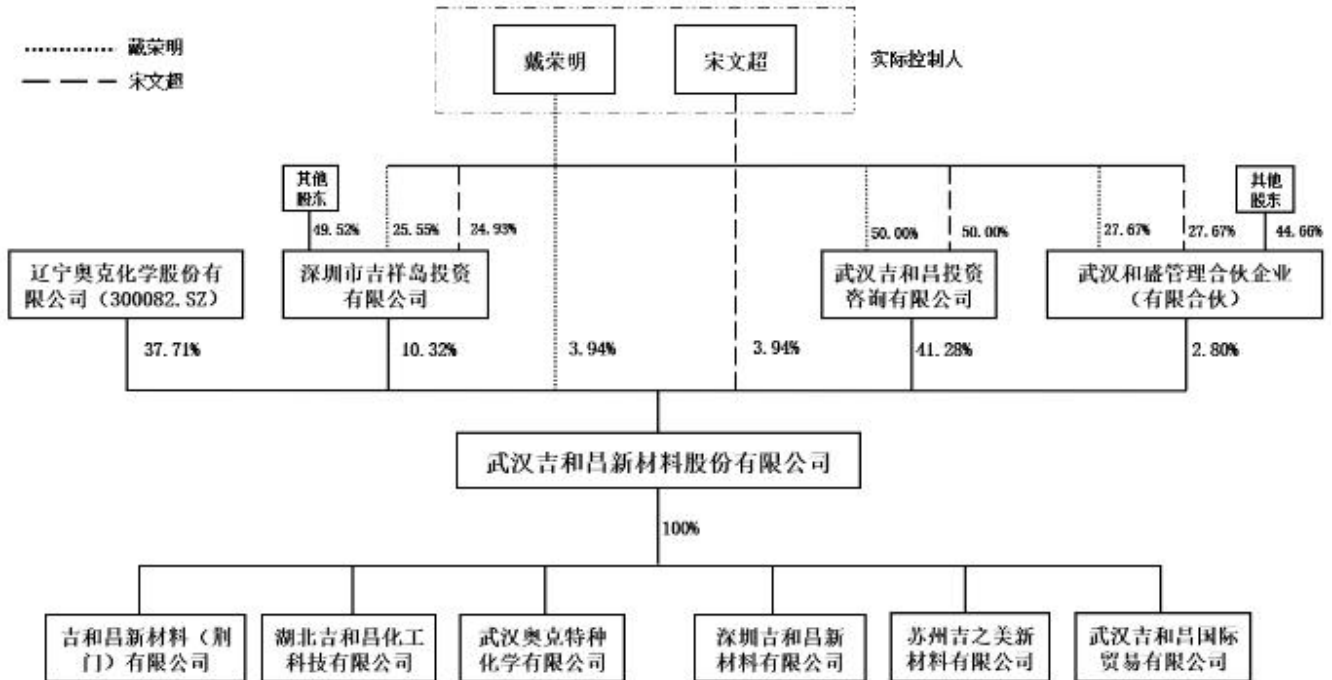 戴荣明
宋文超
戴荣明
宋文超
实际控制人
其他
股东
49.52%
25.55%
24.93%
50.00%
50.00%
27.67%
27.67%
其他
股东
44.66%
辽宁奥克化学股份有
限公司（300082.SZ）
深圳市吉祥岛投资
有限公司
武汉吉和昌投资
咨询有限公司
武汉和盛管理合伙企业
（有限合伙）
37.71%
10.32%
3.94%
3.94%
41.28%
2.80%
武汉吉和昌新材料股份有限公司
100%
吉和昌新材料（荆
门）有限公司
湖北吉和昌化工
科技有限公司
武汉奥克特种
化学有限公司
深圳吉和昌新
材料有限公司
苏州吉之美新
材料有限公司
武汉吉和昌国际
贸易有限公司